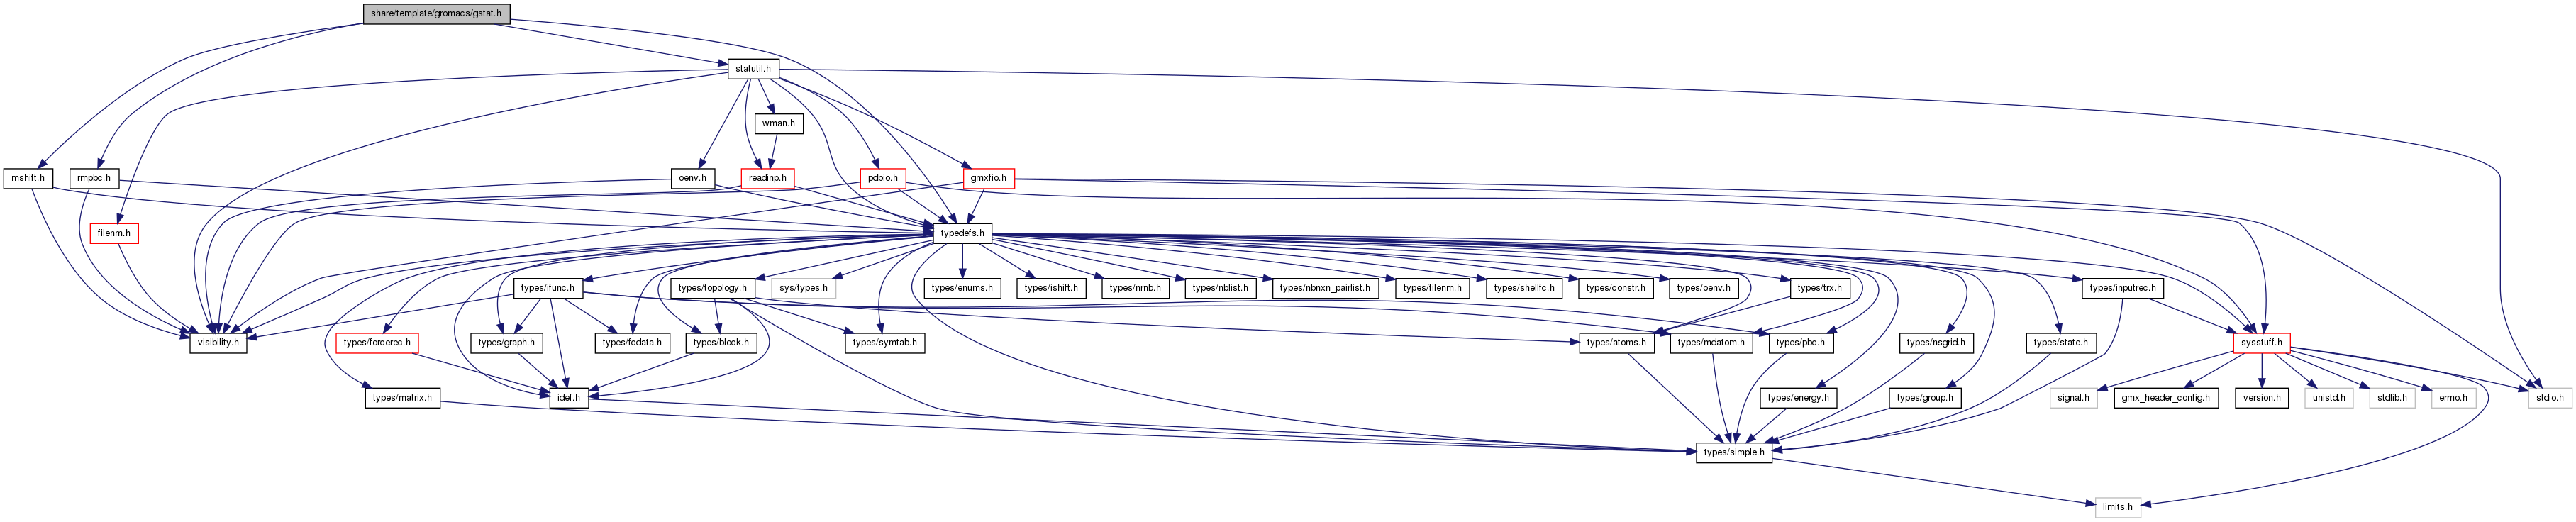 share/template/gromacs/gstat.h
statutil.h
wman.h
mshift.h
rmpbc.h
oenv.h
readinp.h
pdbio.h
gmxfio.h
filenm.h
typedefs.h
types/ifunc.h
types/topology.h
sys/types.h
types/enums.h
types/ishift.h
types/nrnb.h
types/nblist.h
types/nbnxn_pairlist.h
types/filenm.h
types/shellfc.h
types/constr.h
types/oenv.h
types/trx.h
types/inputrec.h
visibility.h
types/forcerec.h
types/graph.h
types/fcdata.h
types/block.h
types/symtab.h
types/atoms.h
types/mdatom.h
types/pbc.h
types/nsgrid.h
types/state.h
sysstuff.h
types/matrix.h
idef.h
types/energy.h
types/group.h
signal.h
gmx_header_config.h
version.h
unistd.h
stdlib.h
errno.h
stdio.h
types/simple.h
limits.h